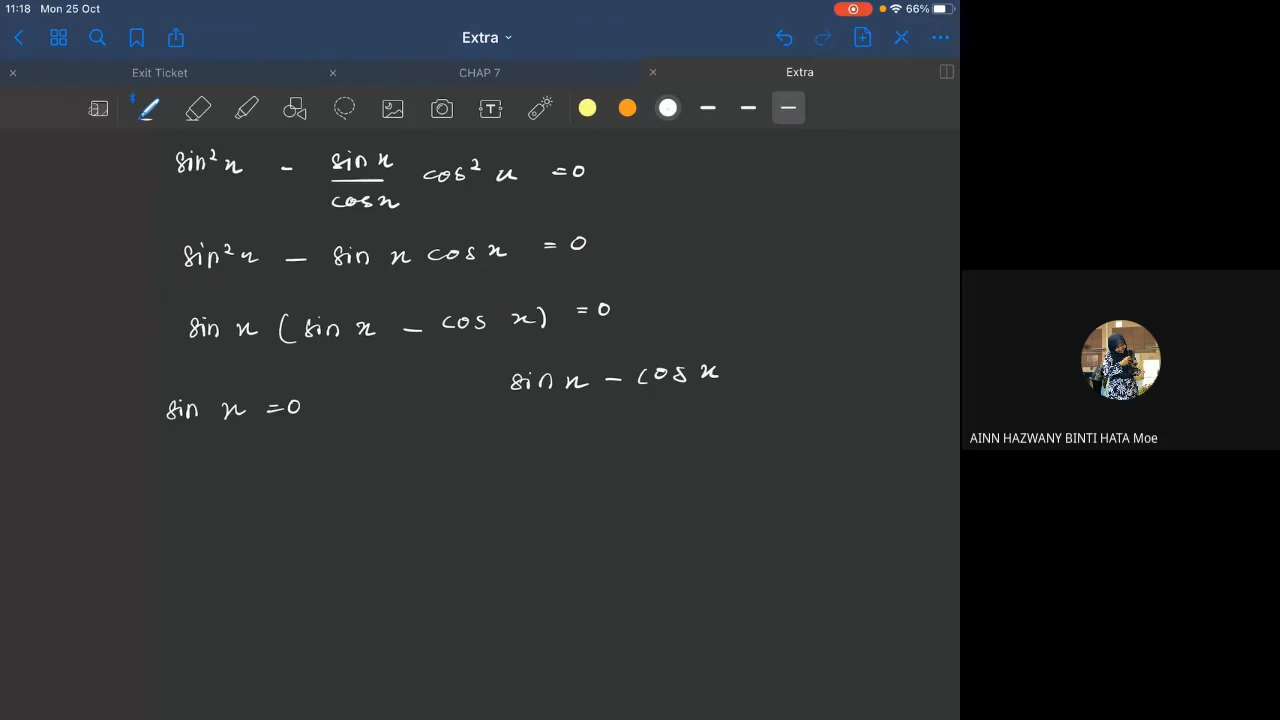 11:18 Mon 25 Oct 66%
Extra
Exit Ticket CHAP 7 Extra
sin²x - sin x/cos x cos²x = 0
sin²x - sin x cos x = 0
sin x (sin x - cos x) = 0
sin x - cos x
sin x = 0
AINN HAZWANY BINTI HATA Moe